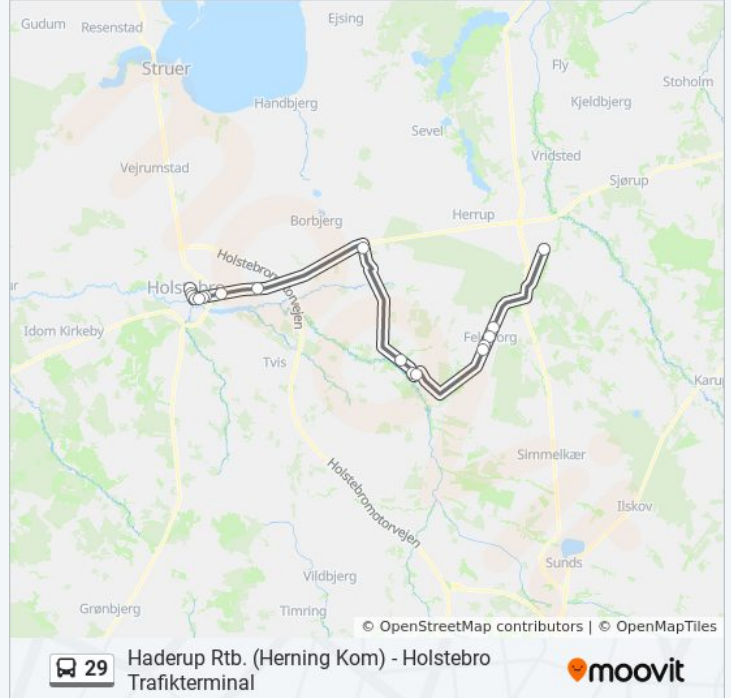 Gudum
Resenstad
Ejsing
Struer
Fly
Stoholm
Handbjerg
Kjeldbjerg
Sevel
Vridsted
Vejrumstad
Sjørup
Borbjerg
Herrup
Holstebromotorvejen
Holstebro
Idom Kirkeby
Tvis
Karu
Simmelkær
Holstebromotorvejen
Ilskov
Sunds
Vildbjerg
Grønbjerg
Timring
© OpenStreetMap contributors | © OpenMapTiles
29
Haderup Rtb. (Herning Kom) - Holstebro
Trafikterminal
moovit